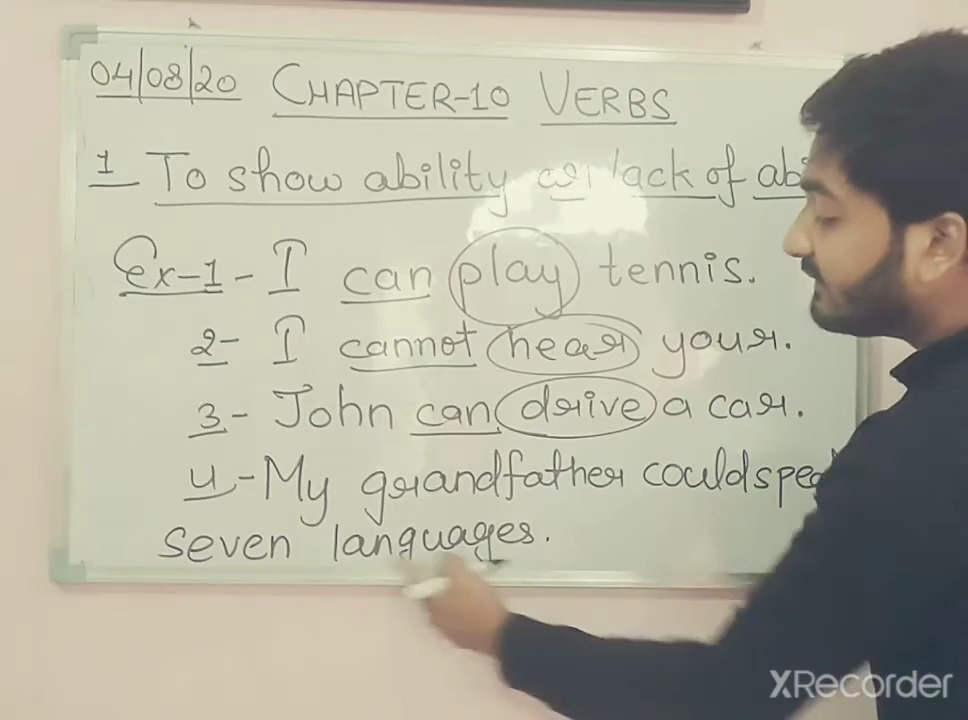 04/08/20 CHAPTER-10 VERBS
1 To show ability or lack of
Ex-1- I can play tennis.
2- I cannot hear your.
3- John can drive a car.
4- My grandfather could
seven languages.
XRecorder